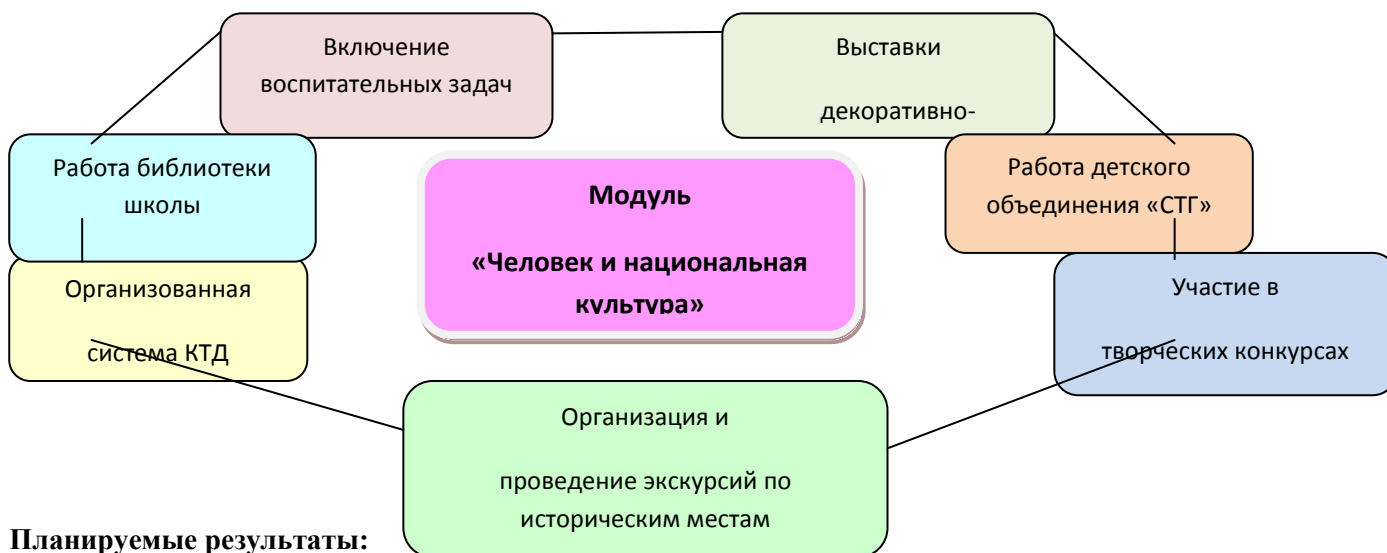 Включение
воспитательных задач
Выставки
декоративно-
Работа библиотеки
школы
Модуль
«Человек и национальная
культура»
Работа детского
объединения «СТГ»
Организованная
система КТД
Участие в
творческих конкурсах
Организация и
проведение экскурсий по
историческим местам
Планируемые результаты: